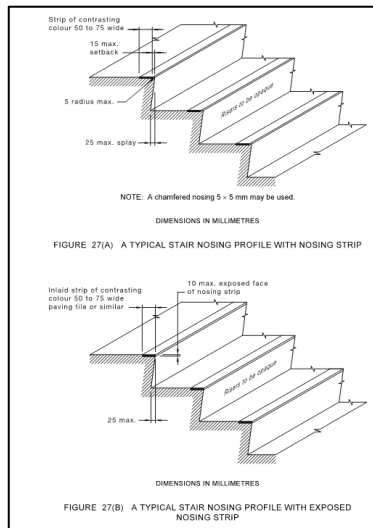 Strip of contrasting
colour 50 to 75 wide
15 max.
setback
5 radius max.
Risers to be opaque
25 max. splay
NOTE: A chamfered nosing 5 × 5 mm may be used.
DIMENSIONS IN MILLIMETRES
FIGURE 27(A) A TYPICAL STAIR NOSING PROFILE WITH NOSING STRIP
Inlaid strip of contrasting
colour 50 to 75 wide
paving tile or similar
10 max. exposed face
of nosing strip
Risers to be opaque
25 max.
DIMENSIONS IN MILLIMETRES
FIGURE 27(B) A TYPICAL STAIR NOSING PROFILE WITH EXPOSED
NOSING STRIP